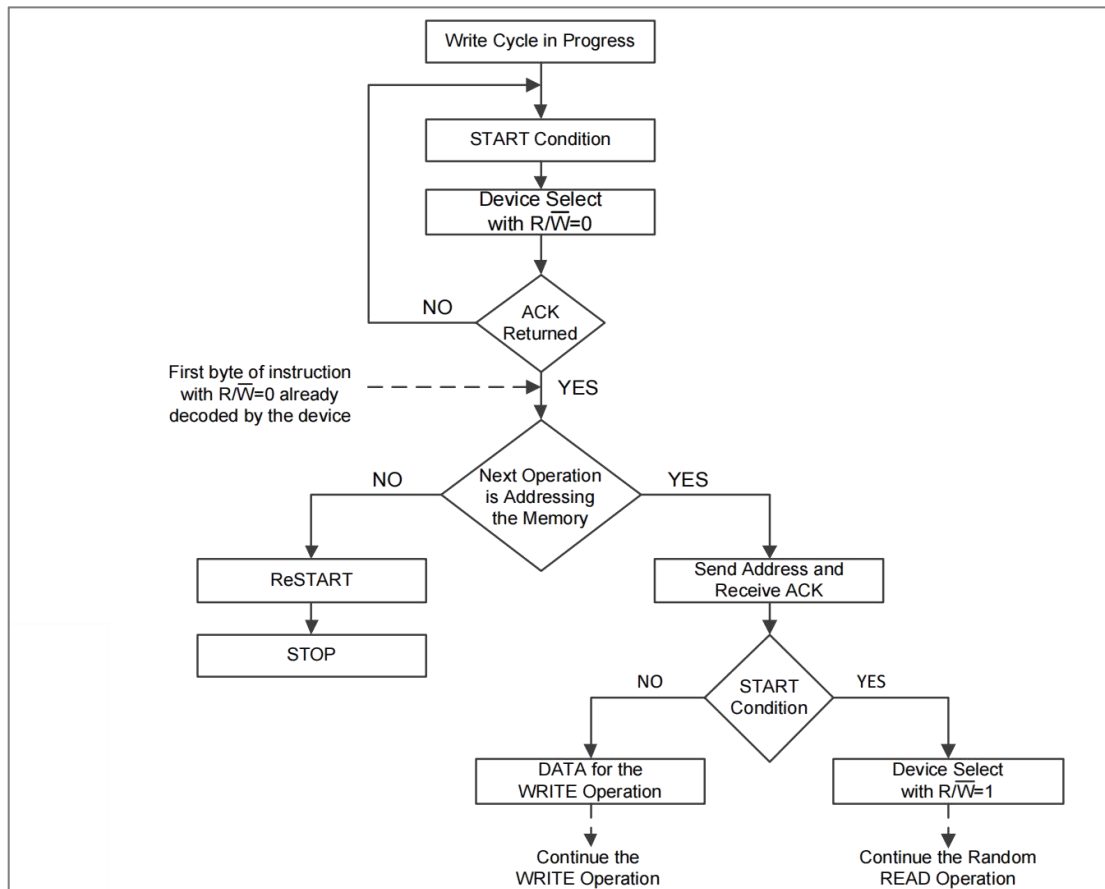 Write Cycle in Progress
START Condition
Device Select
with R/W̅=0
NO
ACK
Returned
First byte of instruction
with R/W̅=0 already
decoded by the device
YES
NO
Next Operation
is Addressing
the Memory
YES
ReSTART
Send Address and
Receive ACK
STOP
NO
START
Condition
YES
DATA for the
WRITE Operation
Device Select
with R/W̅=1
Continue the
WRITE Operation
Continue the Random
READ Operation